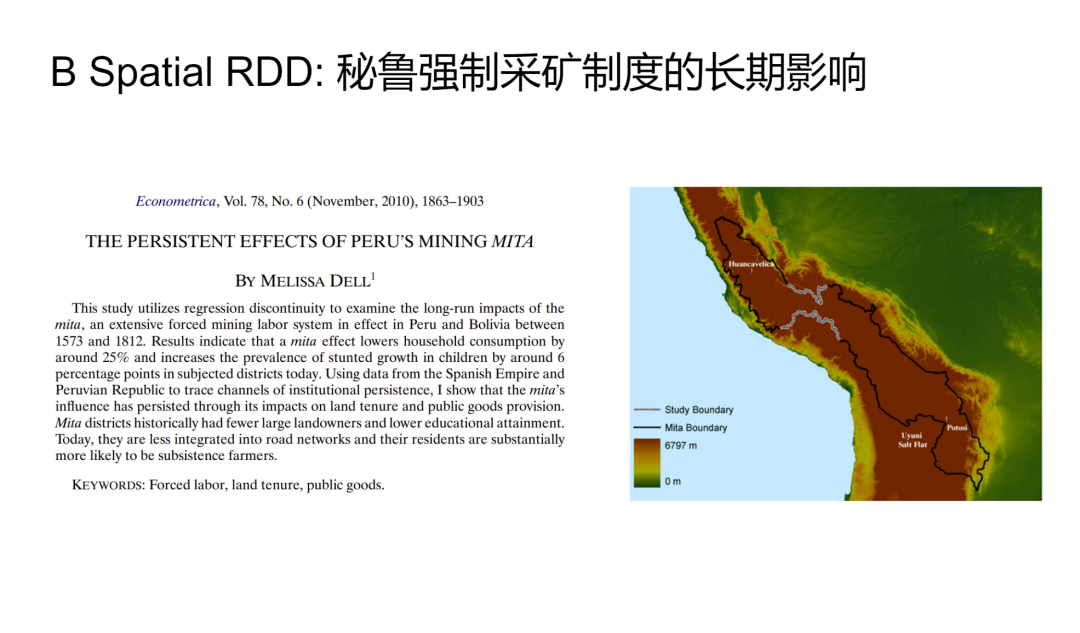 B Spatial RDD: 秘鲁强制采矿制度的长期影响
Econometrica, Vol. 78, No. 6 (November, 2010), 1863–1903
THE PERSISTENT EFFECTS OF PERU'S MINING MITA
BY MELISSA DELL1
This study utilizes regression discontinuity to examine the long-run impacts of the
mita, an extensive forced mining labor system in effect in Peru and Bolivia between
1573 and 1812. Results indicate that a mita effect lowers household consumption by
around 25% and increases the prevalence of stunted growth in children by around 6
percentage points in subjected districts today. Using data from the Spanish Empire and
Peruvian Republic to trace channels of institutional persistence, I show that the mita's
influence has persisted through its impacts on land tenure and public goods provision.
Mita districts historically had fewer large landowners and lower educational attainment.
Today, they are less integrated into road networks and their residents are substantially
more likely to be subsistence farmers.
KEYWORDS: Forced labor, land tenure, public goods.
Huancavelica
Study Boundary
Mita Boundary
6797 m
0 m
Potosi
Uyuni
Salt Flat